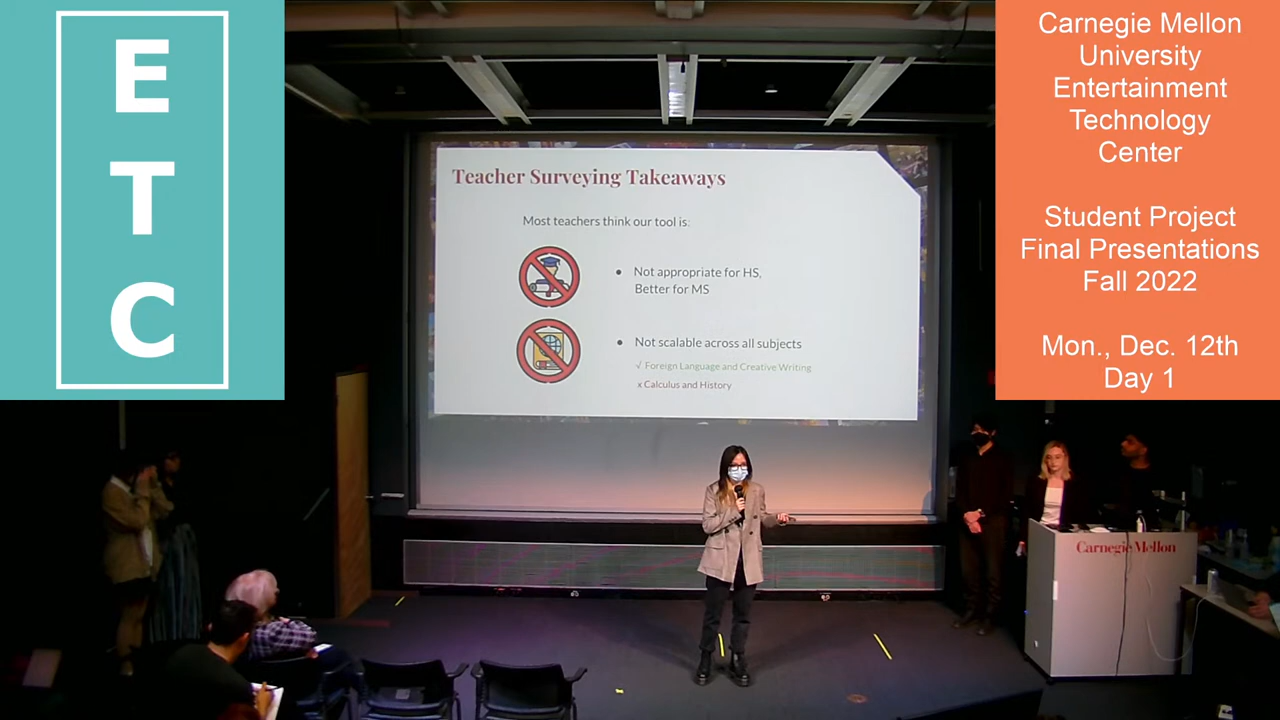 E
T
C
Carnegie Mellon
University
Entertainment
Technology
Center
Student Project
Final Presentations
Fall 2022
Mon., Dec. 12th
Day 1
Teacher Surveying Takeaways
Most teachers think our tool is:
● Not appropriate for HS,
Better for MS
● Not scalable across all subjects
√ Foreign Language and Creative Writing
x Calculus and History
Carnegie Mellon